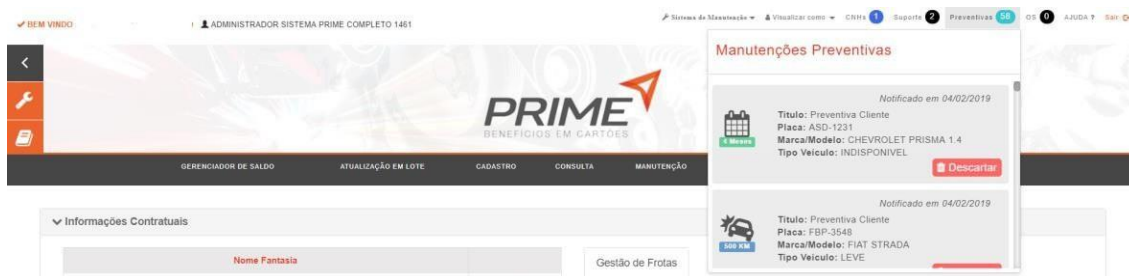 BEM VINDO
ADMINISTRADOR SISTEMA PRIME COMPLETO 1461
Sistema de Manutenção Visualizar como CNHs 1 Suporte 2 Preventivas 58 OS 0 AJUDA ? Sair
PRIME
BENEFÍCIOS EM CARTÕES
GERENCIADOR DE SALDO ATUALIZAÇÃO EM LOTE CADASTRO CONSULTA MANUTENÇÃO
Manutenções Preventivas
Notificado em 04/02/2019
Titulo: Preventiva Cliente
Placa: ASD-1231
Marca/Modelo: CHEVROLET PRISMA 1.4
Tipo Veiculo: INDISPONIVEL
Meses
Descartar
Notificado em 04/02/2019
Titulo: Preventiva Cliente
Placa: FBP-3548
Marca/Modelo: FIAT STRADA
Tipo Veiculo: LEVE
500 KM
Informações Contratuais
Nome Fantasia
Gestão de Frotas